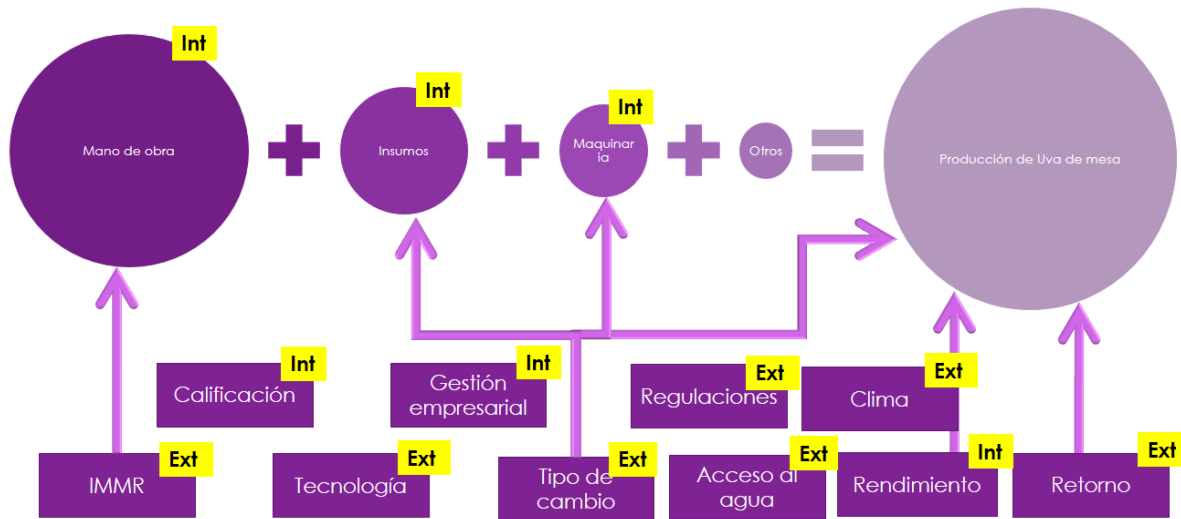 Int
Mano de obra
Int
Insumos
Int
Maquinar
ia
Otros
Producción de Uva de mesa
Int
Calificación
Int
Gestión
empresarial
Ext
Regulaciones
Ext
Clima
Ext
IMMR
Ext
Tecnología
Ext
Tipo de
cambio
Ext
Acceso al
agua
Int
Rendimiento
Ext
Retorno